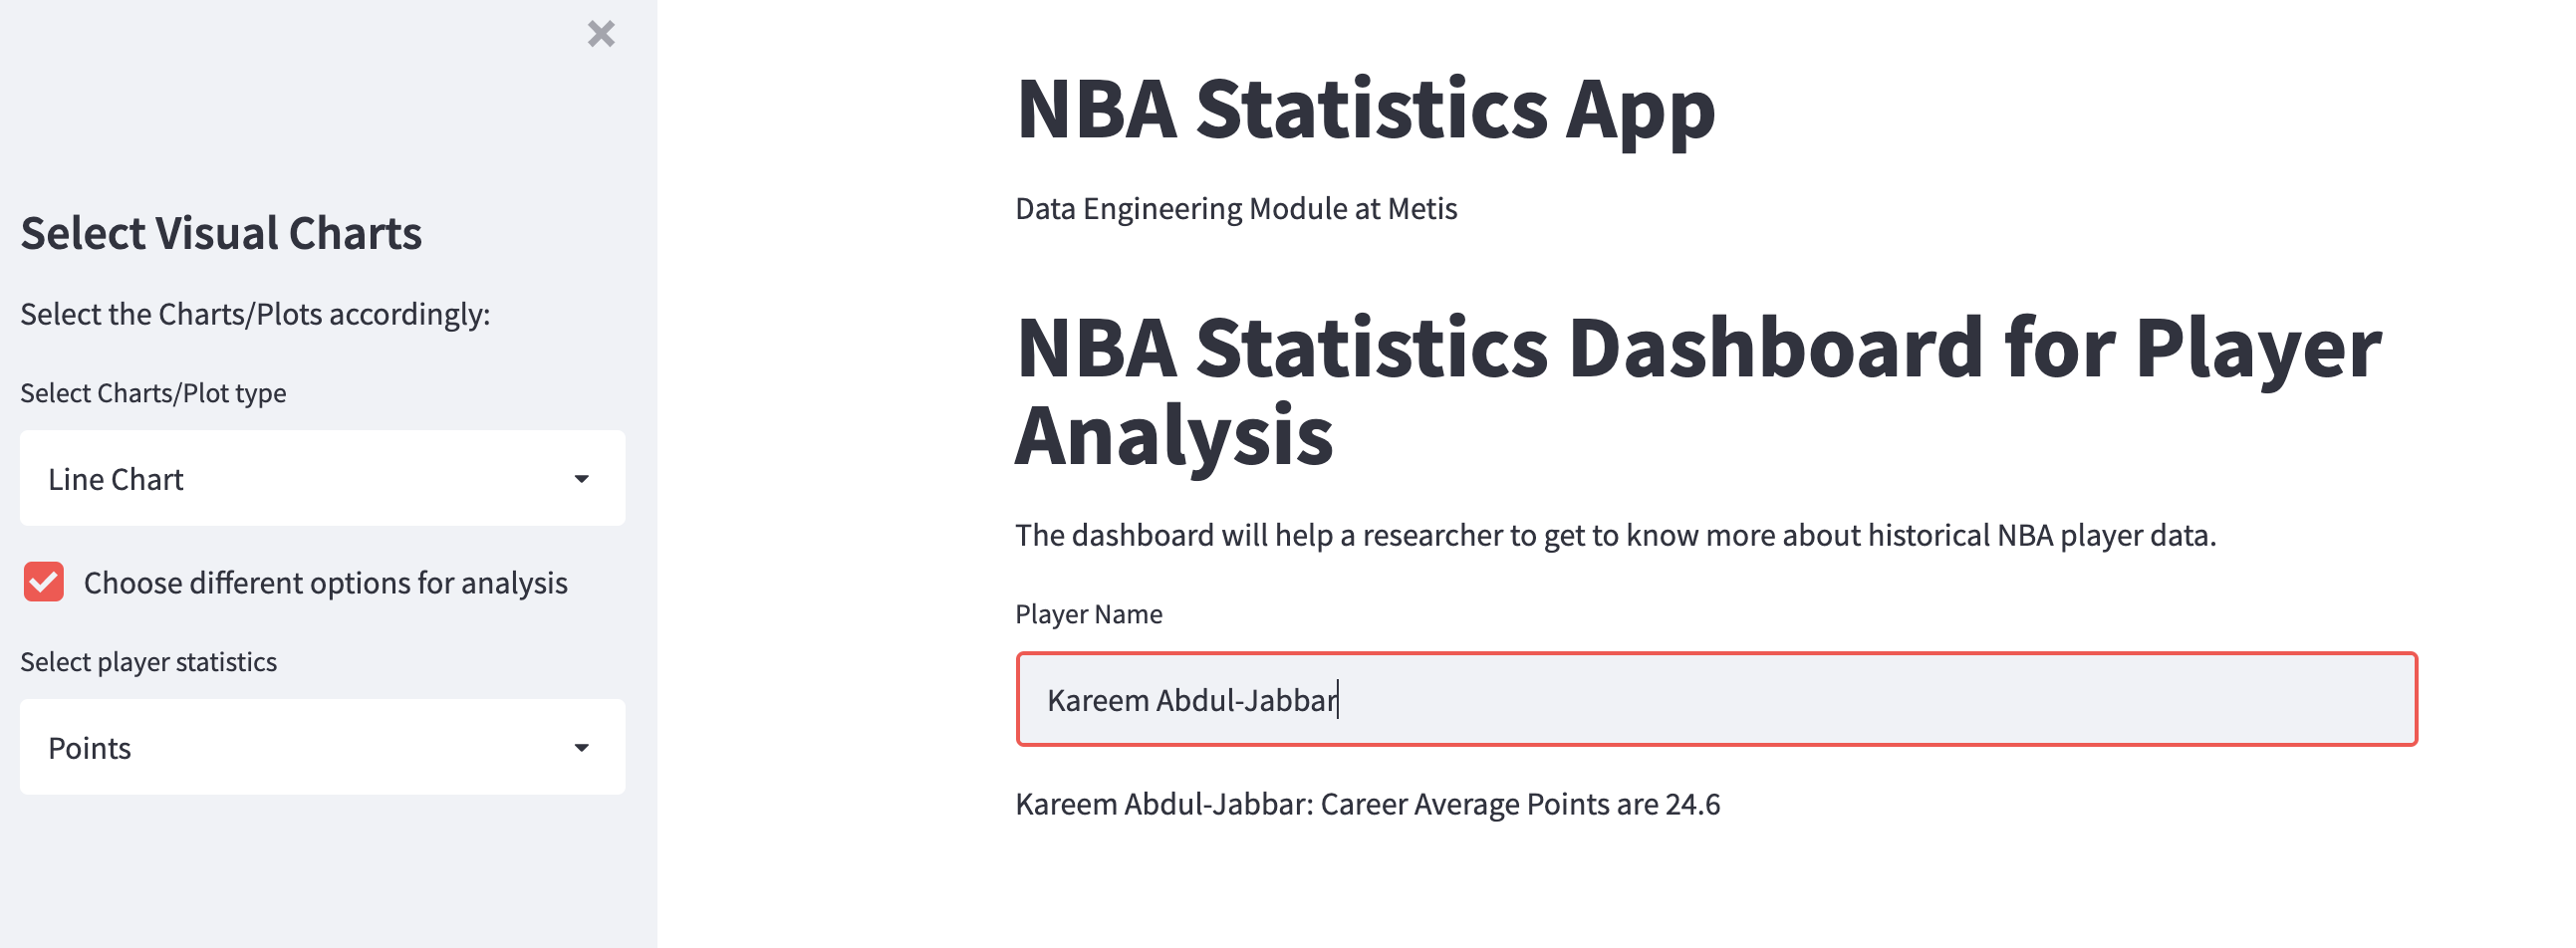 Select Visual Charts
Select the Charts/Plots accordingly:
Select Charts/Plot type
Line Chart
Choose different options for analysis
Select player statistics
Points
NBA Statistics App
Data Engineering Module at Metis
NBA Statistics Dashboard for Player
Analysis
The dashboard will help a researcher to get to know more about historical NBA player data.
Player Name
Kareem Abdul-Jabbar
Kareem Abdul-Jabbar: Career Average Points are 24.6